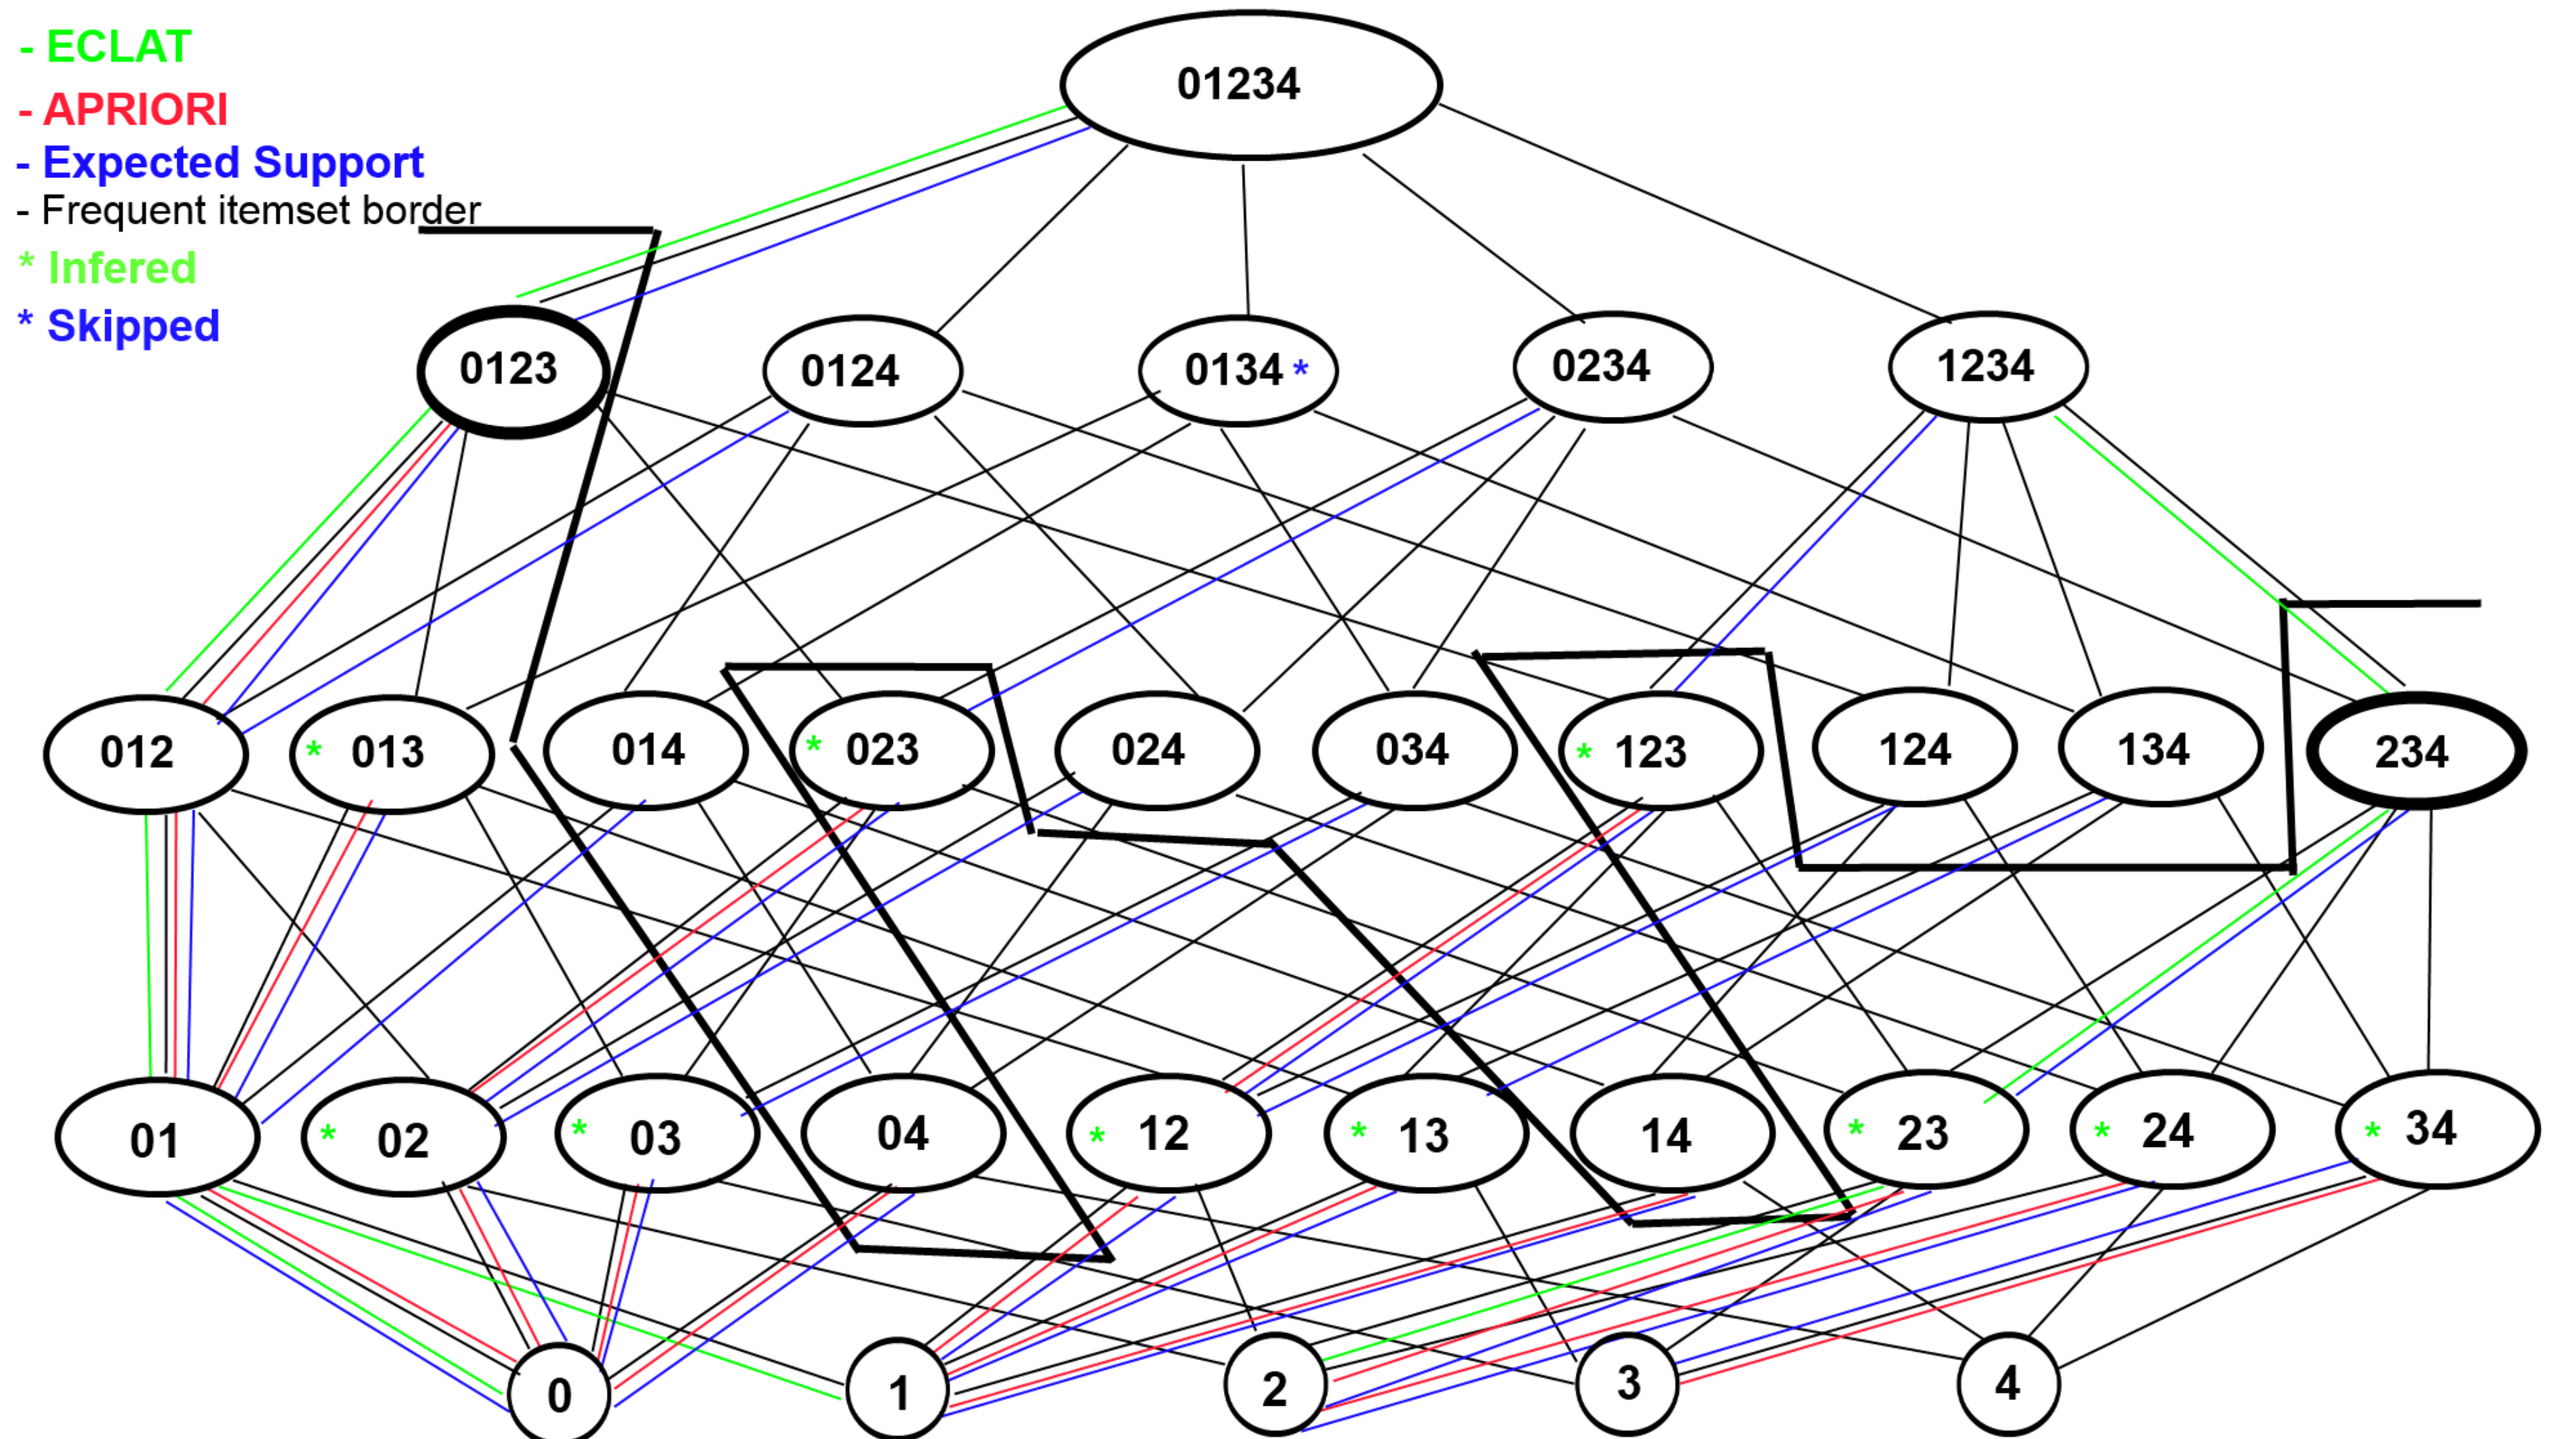 - ECLAT
- APRIORI
- Expected Support
- Frequent itemset border
* Infered
* Skipped
01234
0123 0124 0134 * 0234 1234
012 * 013 014 * 023 024 034 * 123 124 134 234
01 * 02 * 03 04 * 12 * 13 14 * 23 * 24 * 34
0 1 2 3 4